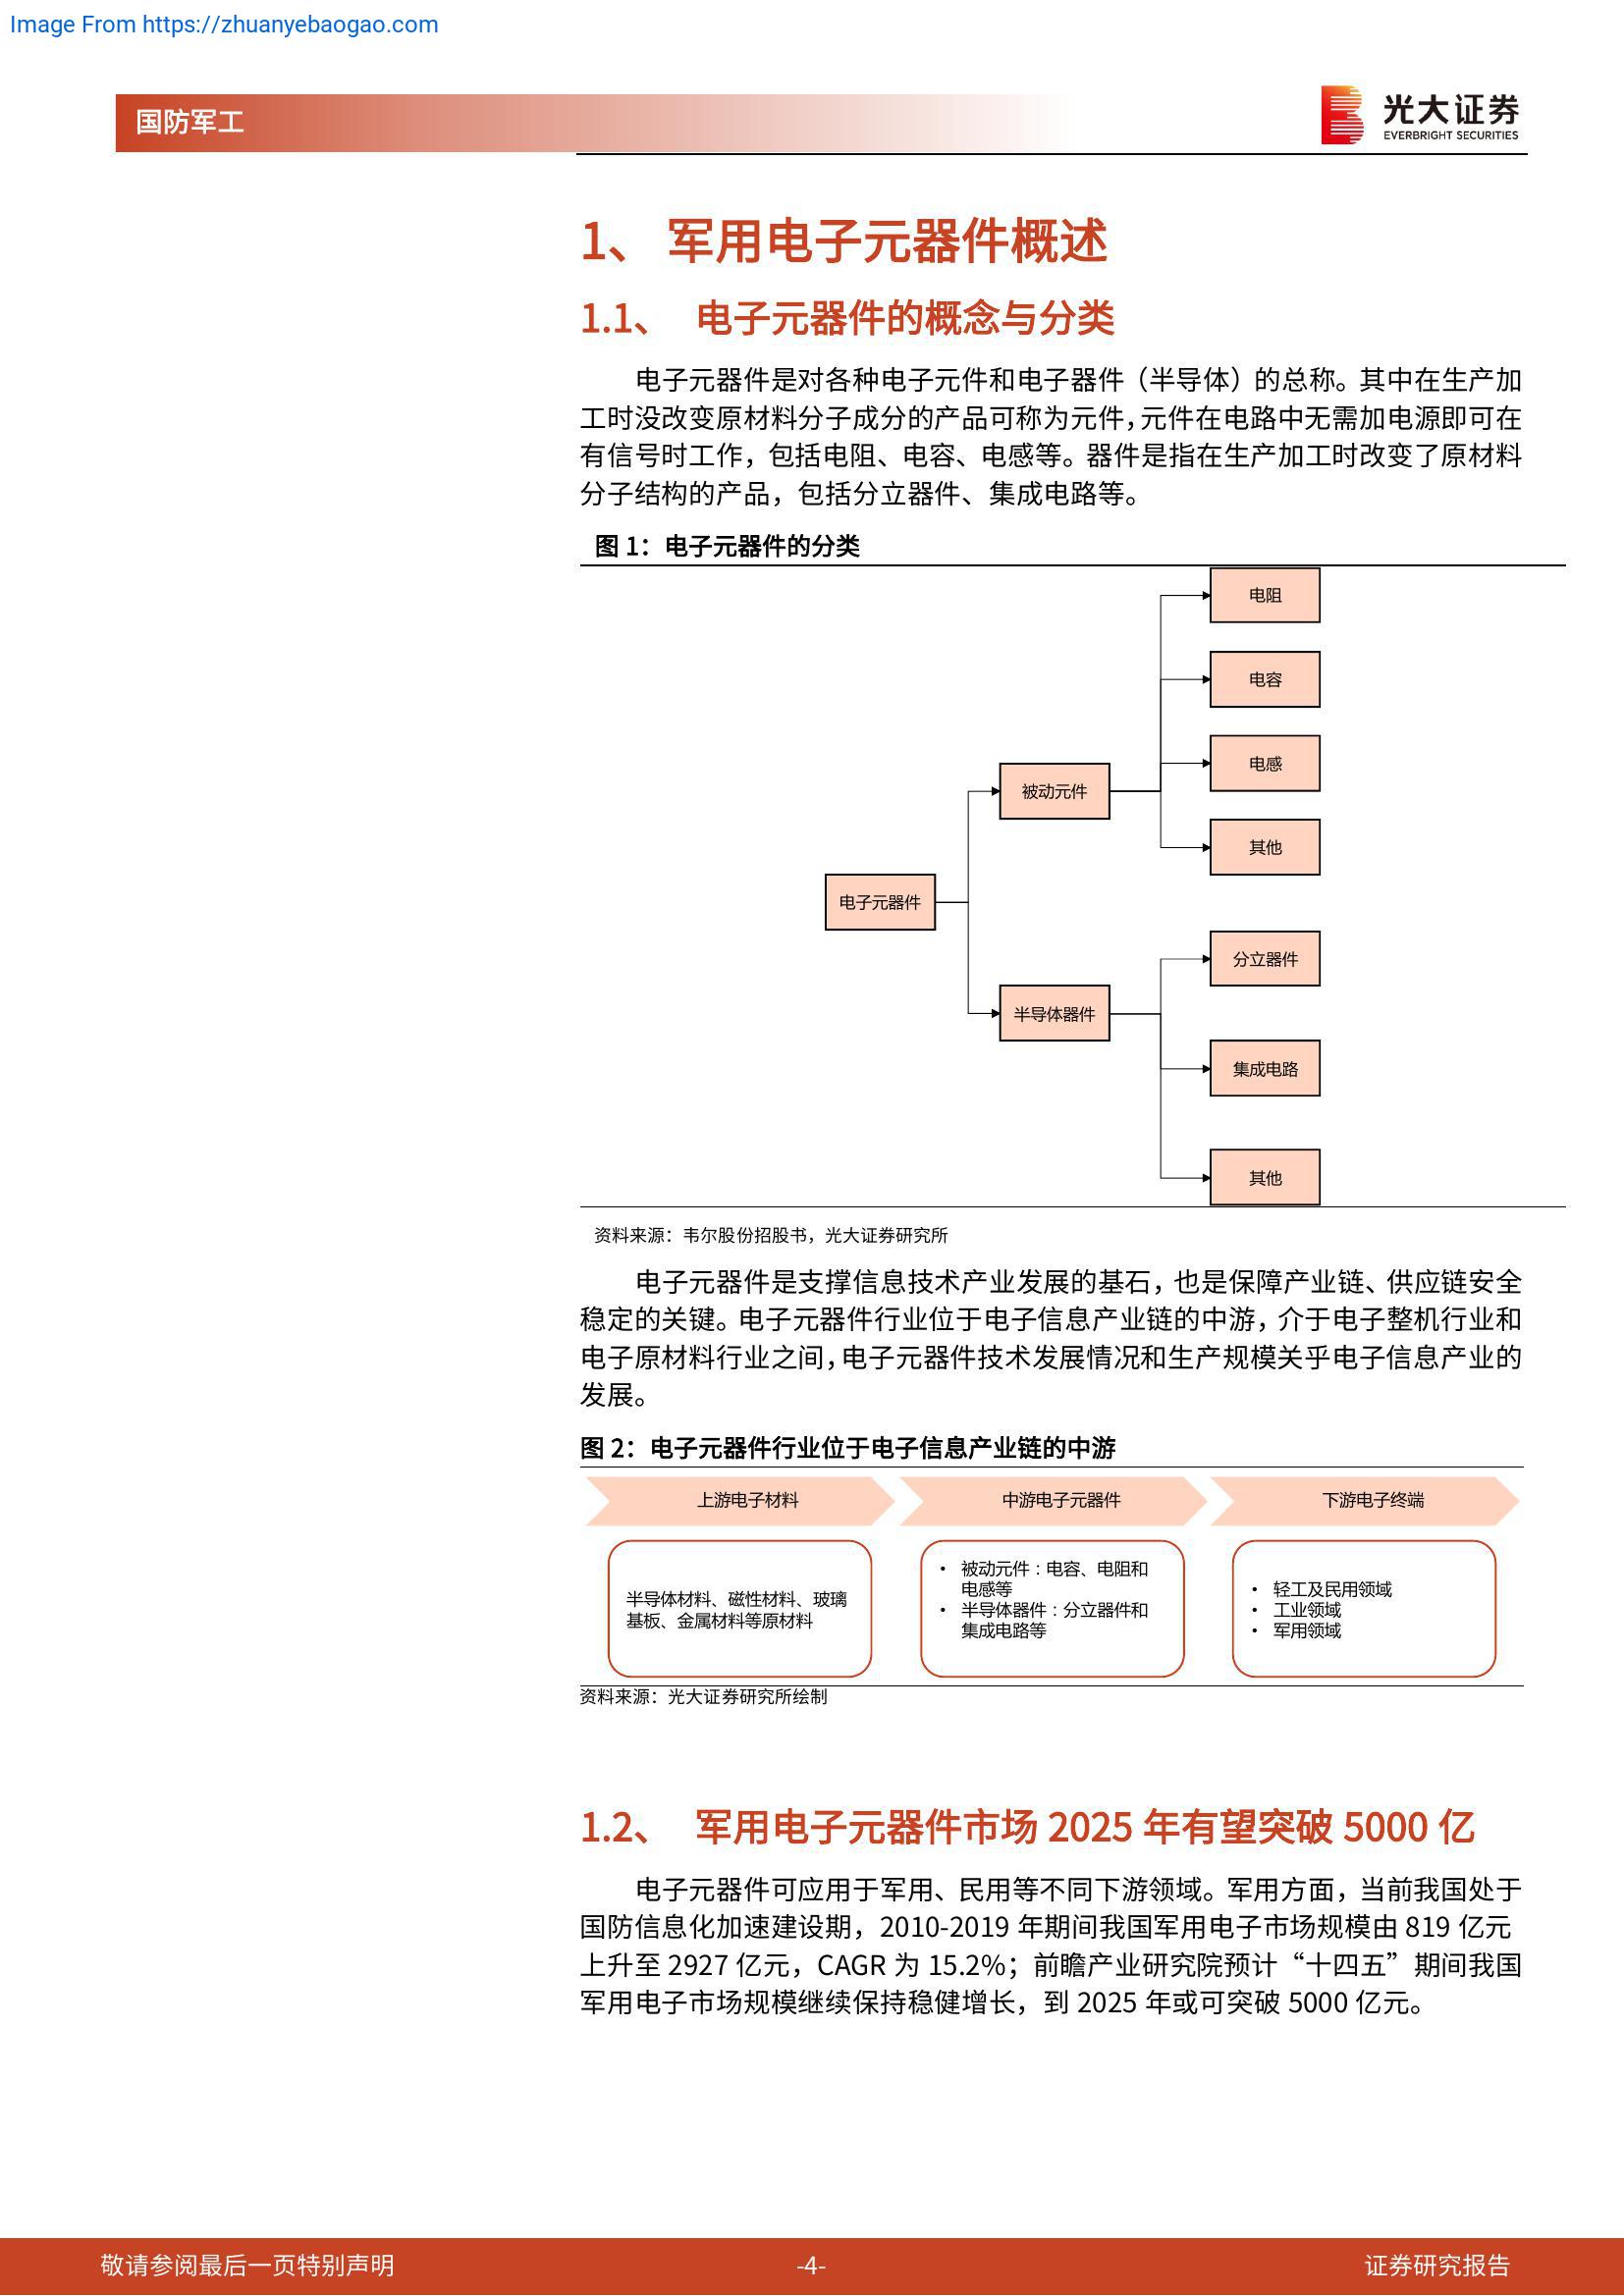 Image From https://zhuanyebaogao.com
国防军工
光大证券
EVERBRIGHT SECURITIES
1、 军用电子元器件概述
1.1、 电子元器件的概念与分类
电子元器件是对各种电子元件和电子器件（半导体）的总称。其中在生产加
工时没改变原材料分子成分的产品可称为元件，元件在电路中无需加电源即可在
有信号时工作，包括电阻、电容、电感等。器件是指在生产加工时改变了原材料
分子结构的产品，包括分立器件、集成电路等。
图 1：电子元器件的分类
电阻
电容
电感
被动元件
其他
电子元器件
分立器件
半导体器件
集成电路
其他
资料来源：韦尔股份招股书，光大证券研究所
电子元器件是支撑信息技术产业发展的基石，也是保障产业链、供应链安全
稳定的关键。电子元器件行业位于电子信息产业链的中游，介于电子整机行业和
电子原材料行业之间，电子元器件技术发展情况和生产规模关乎电子信息产业的
发展。
图 2：电子元器件行业位于电子信息产业链的中游
上游电子材料
中游电子元器件
下游电子终端
半导体材料、磁性材料、玻璃
基板、金属材料等原材料
• 被动元件：电容、电阻和
电感等
• 半导体器件：分立器件和
集成电路等
• 轻工及民用领域
• 工业领域
• 军用领域
资料来源：光大证券研究所绘制
1.2、 军用电子元器件市场 2025 年有望突破 5000 亿
电子元器件可应用于军用、民用等不同下游领域。军用方面，当前我国处于
国防信息化加速建设期，2010-2019 年期间我国军用电子市场规模由 819 亿元
上升至 2927 亿元，CAGR 为 15.2%；前瞻产业研究院预计“十四五”期间我国
军用电子市场规模继续保持稳健增长，到 2025 年或可突破 5000 亿元。
敬请参阅最后一页特别声明
-4-
证券研究报告